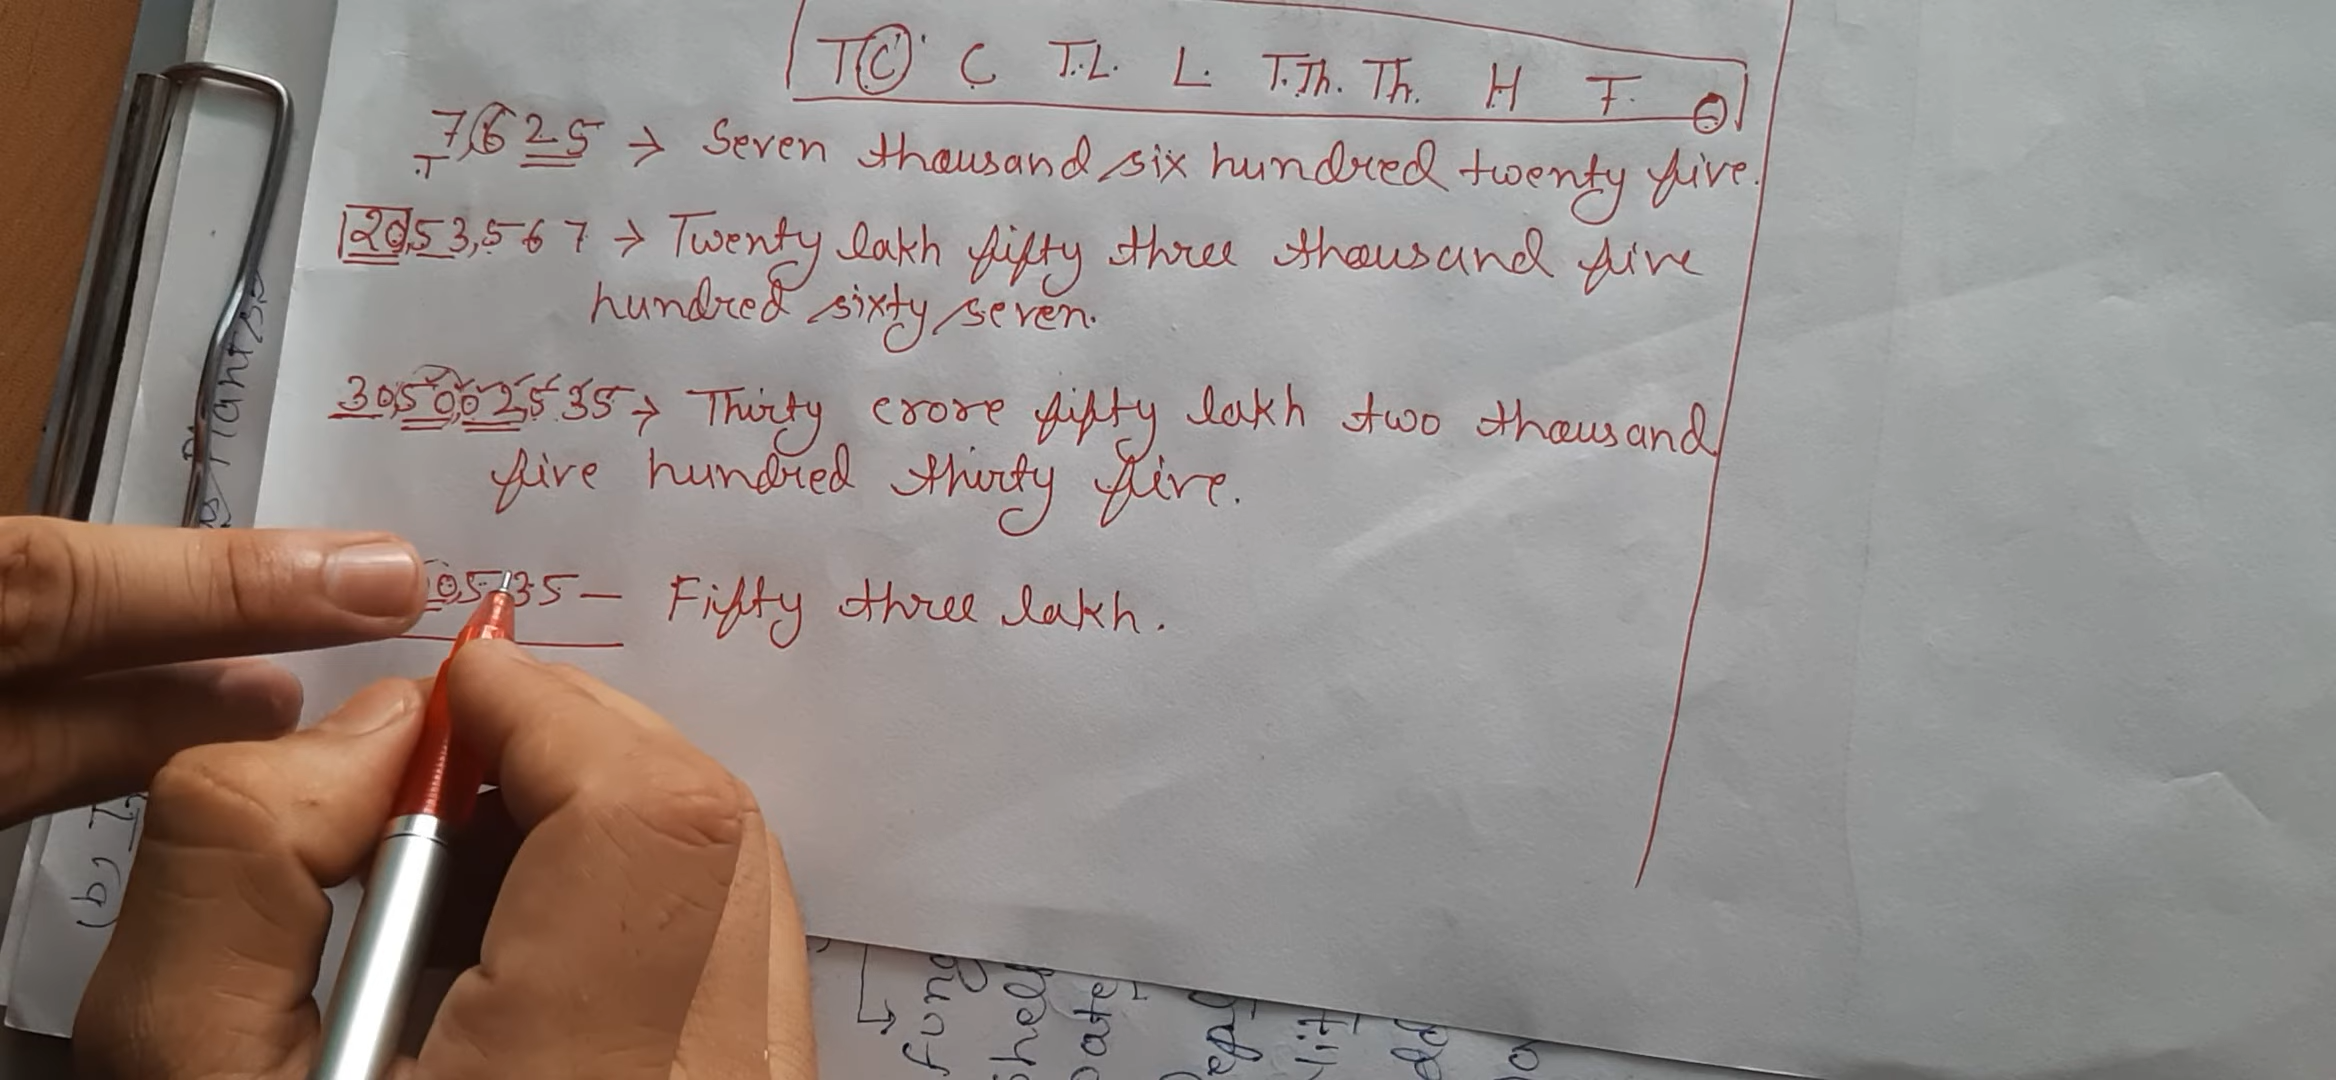 TC C T.L. L. T.Th. Th. H T. O
7,625 → Seven thousand six hundred twenty five.
T
20,53,567 → Twenty lakh fifty three thousand five
hundred sixty seven.
30,50,02,535 → Thirty crore fifty lakh two thousand
five hundred thirty five.
0535 — Fifty three lakh.